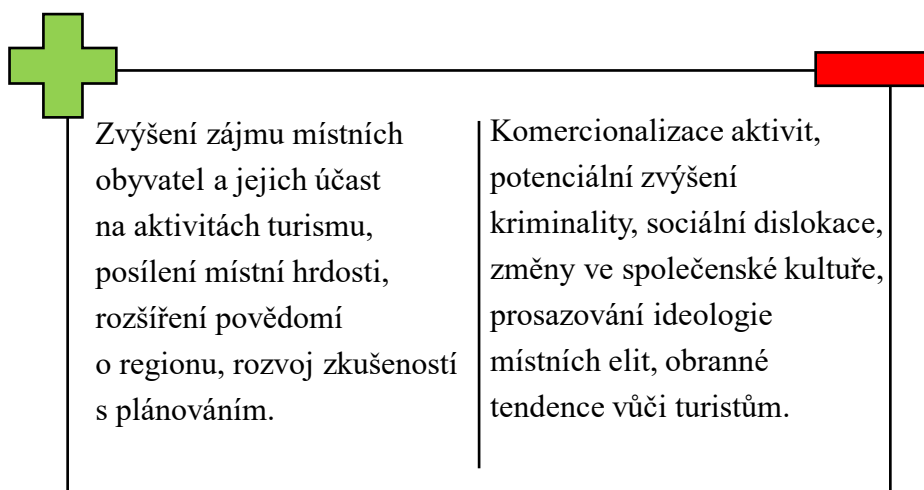 Zvýšení zájmu místních
obyvatel a jejich účast
na aktivitách turismu,
posílení místní hrdosti,
rozšíření povědomí
o regionu, rozvoj zkušeností
s plánováním.
Komercionalizace aktivit,
potenciální zvýšení
kriminality, sociální dislokace,
změny ve společenské kultuře,
prosazování ideologie
místních elit, obranné
tendence vůči turistům.